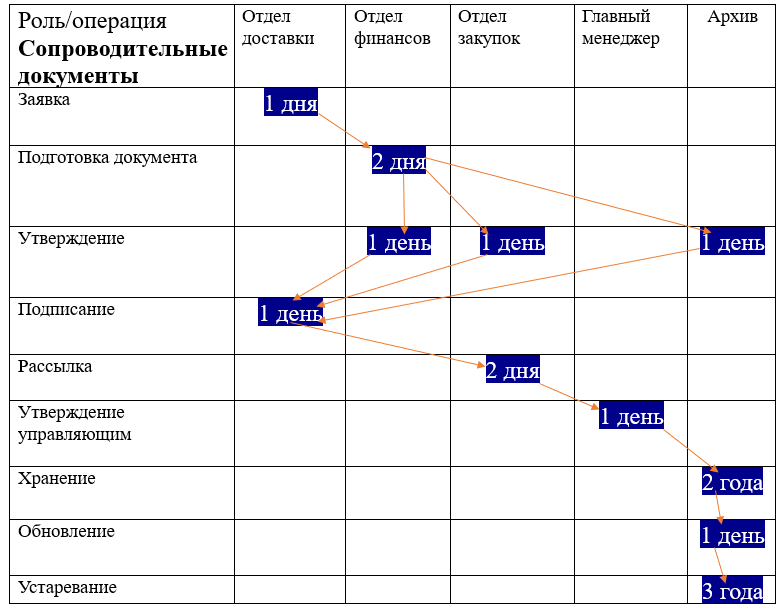 Роль/операция
Сопроводительные
документы
Отдел
доставки
Отдел
финансов
Отдел
закупок
Главный
менеджер
Архив
Заявка
1 дня
Подготовка документа
2 дня
Утверждение
1 день
1 день
1 день
Подписание
1 день
Рассылка
2 дня
Утверждение
управляющим
1 день
Хранение
2 года
Обновление
1 день
Устаревание
3 года